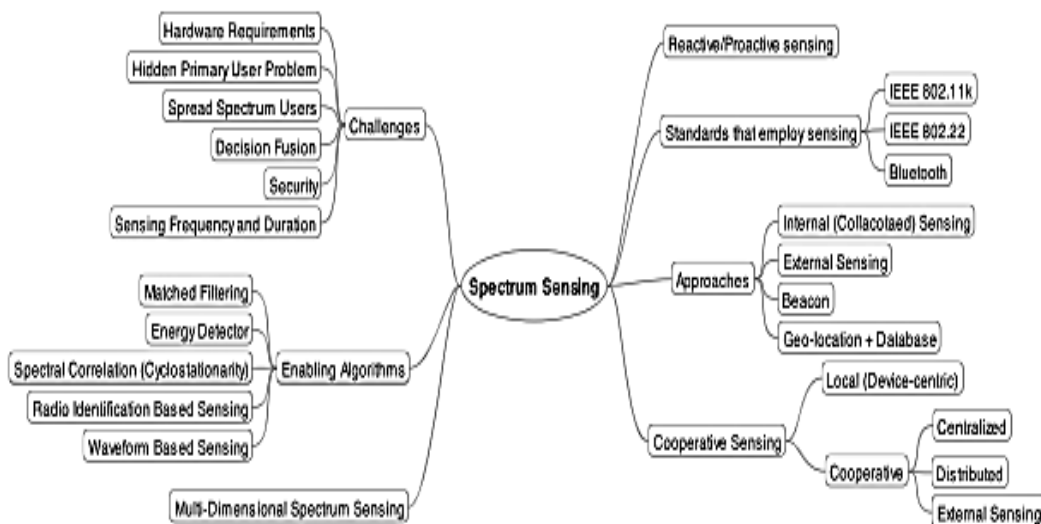 Hardware Requirements
Hidden Primary User Problem
Spread Spectrum Users
Decision Fusion
Security
Sensing Frequency and Duration
Challenges
Matched Filtering
Energy Detector
Spectral Correlation (Cyclostationarity)
Radio Identification Based Sensing
Waveform Based Sensing
Enabling Algorithms
Multi-Dimensional Spectrum Sensing
Spectrum Sensing
Reactive/Proactive sensing
Standards that employ sensing
IEEE 802.11k
IEEE 802.22
Bluetooth
Approaches
Internal (Collacotaed) Sensing
External Sensing
Beacon
Geo-location + Database
Cooperative Sensing
Local (Device-centric)
Cooperative
Centralized
Distributed
External Sensing